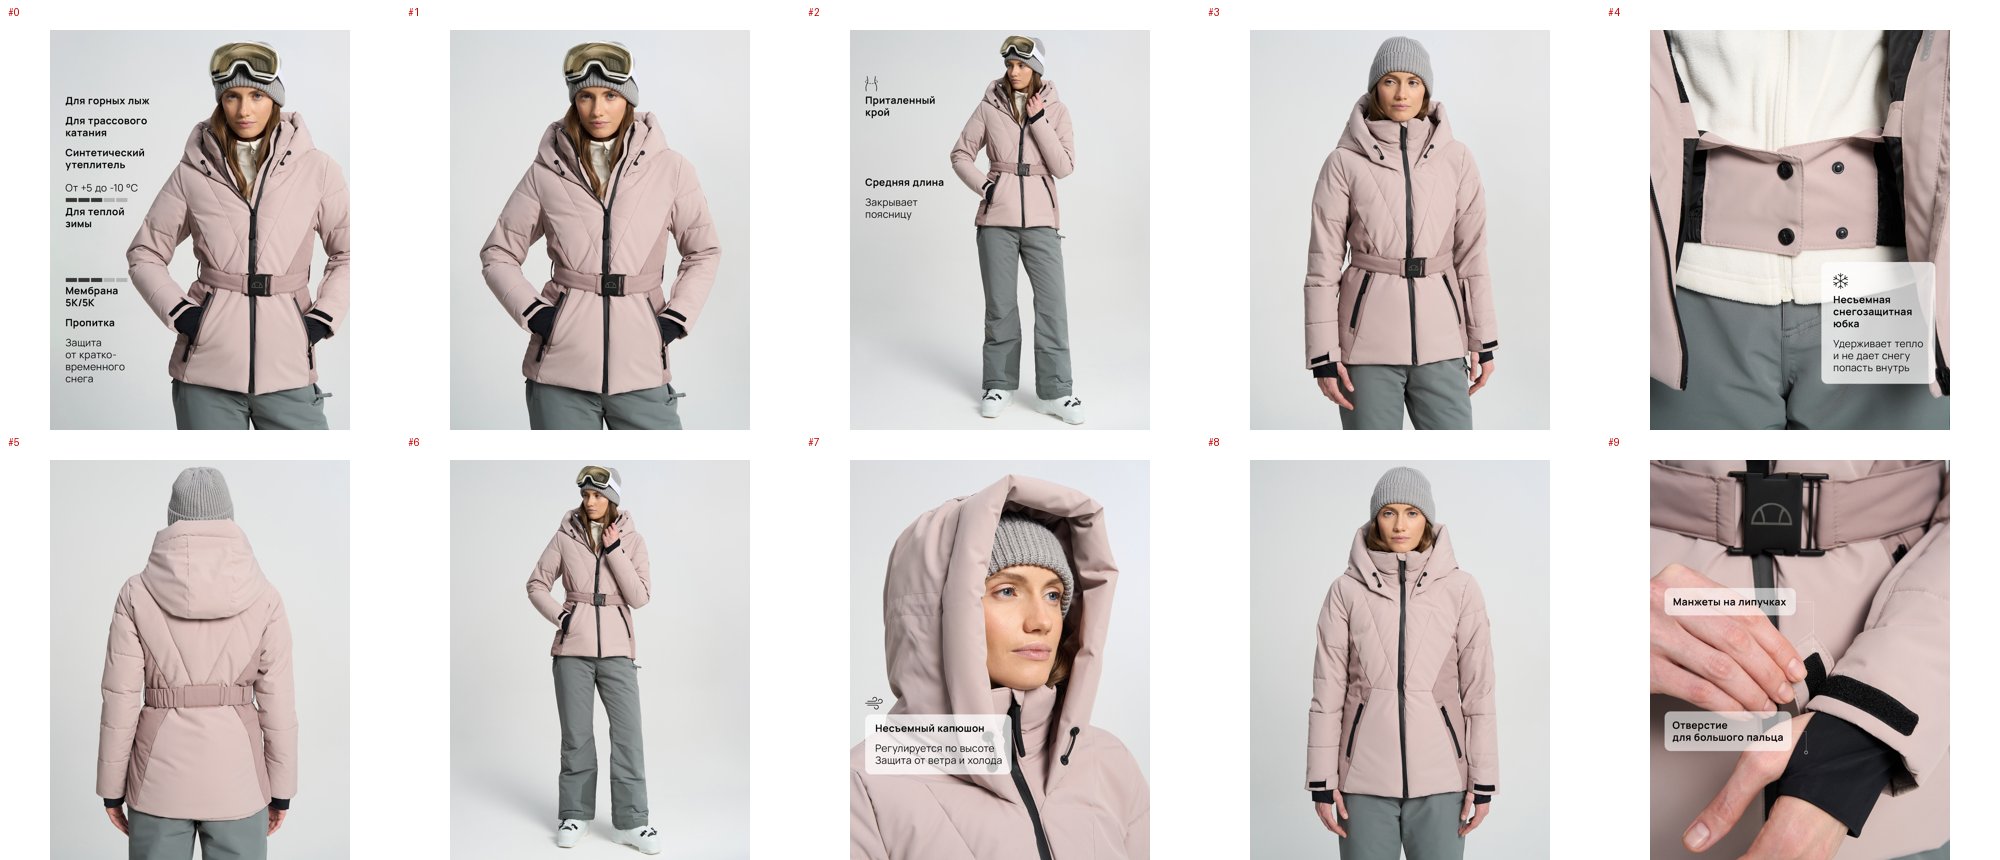 #0
Для горных лыж
Для трассового
катания
Синтетический
утеплитель
От +5 до -10 °C
Для теплой
зимы
Мембрана
5K/5K
Пропитка
Защита
от кратко-
временного
снега
#1
#2
Приталенный
крой
Средняя длина
Закрывает
поясницу
#3
#4
Несъемная
снегозащитная
юбка
Удерживает тепло
и не дает снегу
попасть внутрь
#5
#6
#7
Несъемный капюшон
Регулируется по высоте
Защита от ветра и холода
#8
#9
Манжеты на липучках
Отверстие
для большого пальца